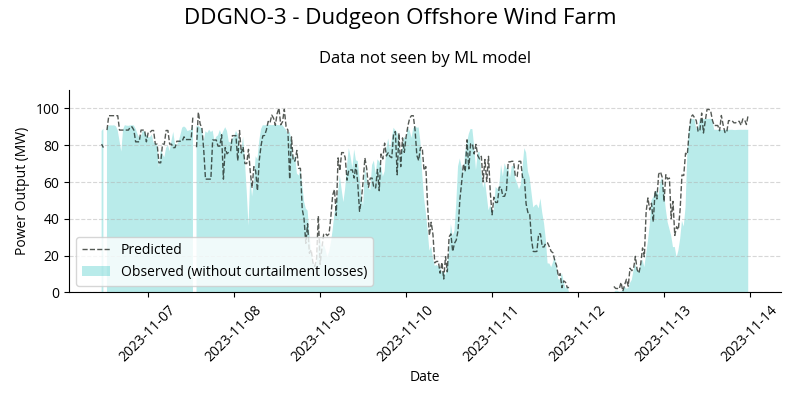 DDGNO-3 - Dudgeon Offshore Wind Farm
Data not seen by ML model
Power Output (MW)
100
80
60
40
20
0
Predicted
Observed (without curtailment losses)
2023-11-07
2023-11-08
2023-11-09
2023-11-10
2023-11-11
2023-11-12
2023-11-13
2023-11-14
Date